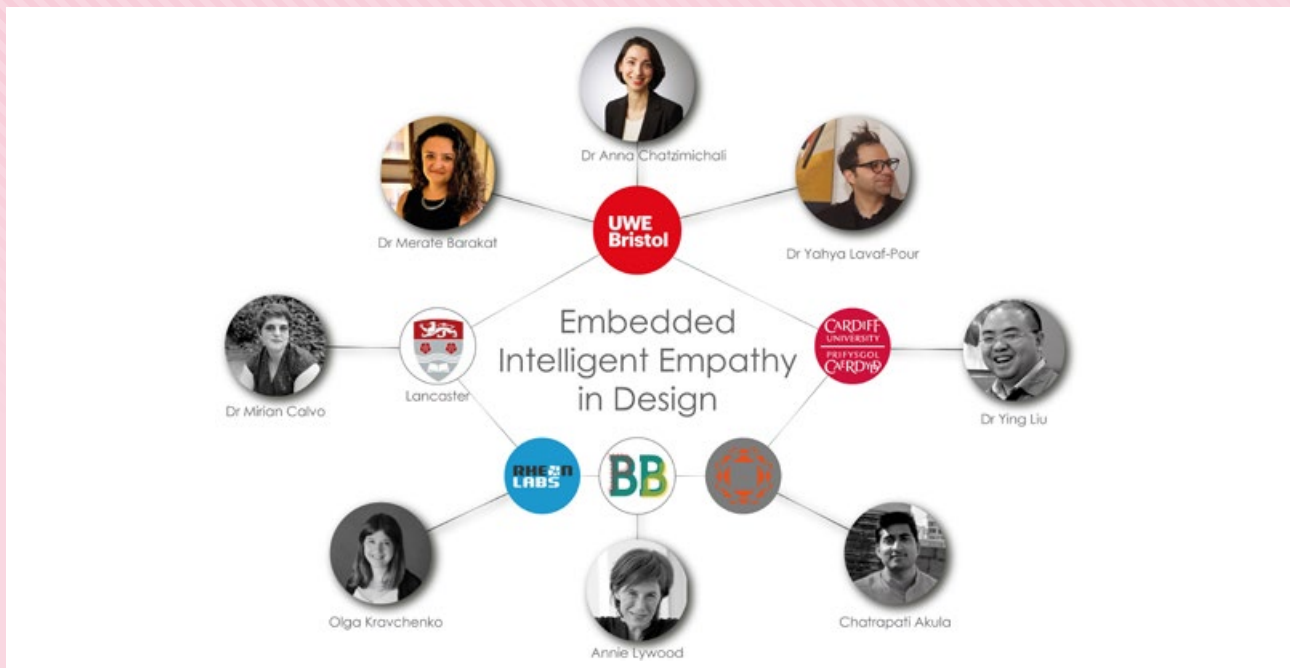 Dr Anna Chatzimichali
Dr Merate Barakat
UWE
Bristol
Dr Yahya Lavaf-Pour
Embedded
Intelligent Empathy
in Design
Lancaster
CARDIFF
UNIVERSITY
PRIFYSGOL
CAERDYDD
Dr Mirian Calvo
Dr Ying Liu
RHEON
LABS
BB
Olga Kravchenko
Annie Lywood
Chatrapati Akula